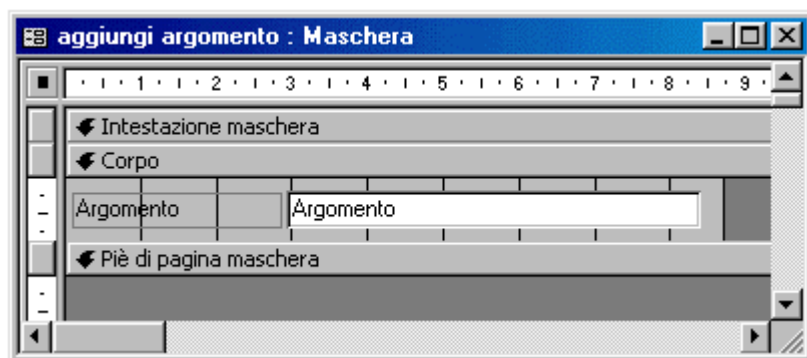 aggiungi argomento : Maschera
1 2 3 4 5 6 7 8 9
Intestazione maschera
Corpo
Argomento Argomento
Piè di pagina maschera